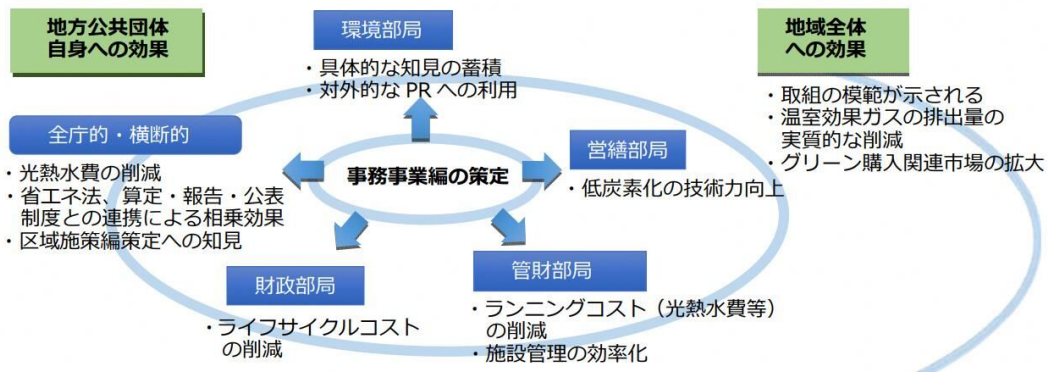 地方公共団体
自身への効果
環境部局
・具体的な知見の蓄積
・対外的な PR への利用
地域全体
への効果
・取組の模範が示される
・温室効果ガスの排出量の
実質的な削減
・グリーン購入関連市場の拡大
全庁的・横断的
・光熱水費の削減
・省エネ法、算定・報告・公表
制度との連携による相乗効果
・区域施策編策定への知見
事務事業編の策定
営繕部局
・低炭素化の技術力向上
財政部局
・ライフサイクルコスト
の削減
管財部局
・ランニングコスト（光熱水費等）
の削減
・施設管理の効率化